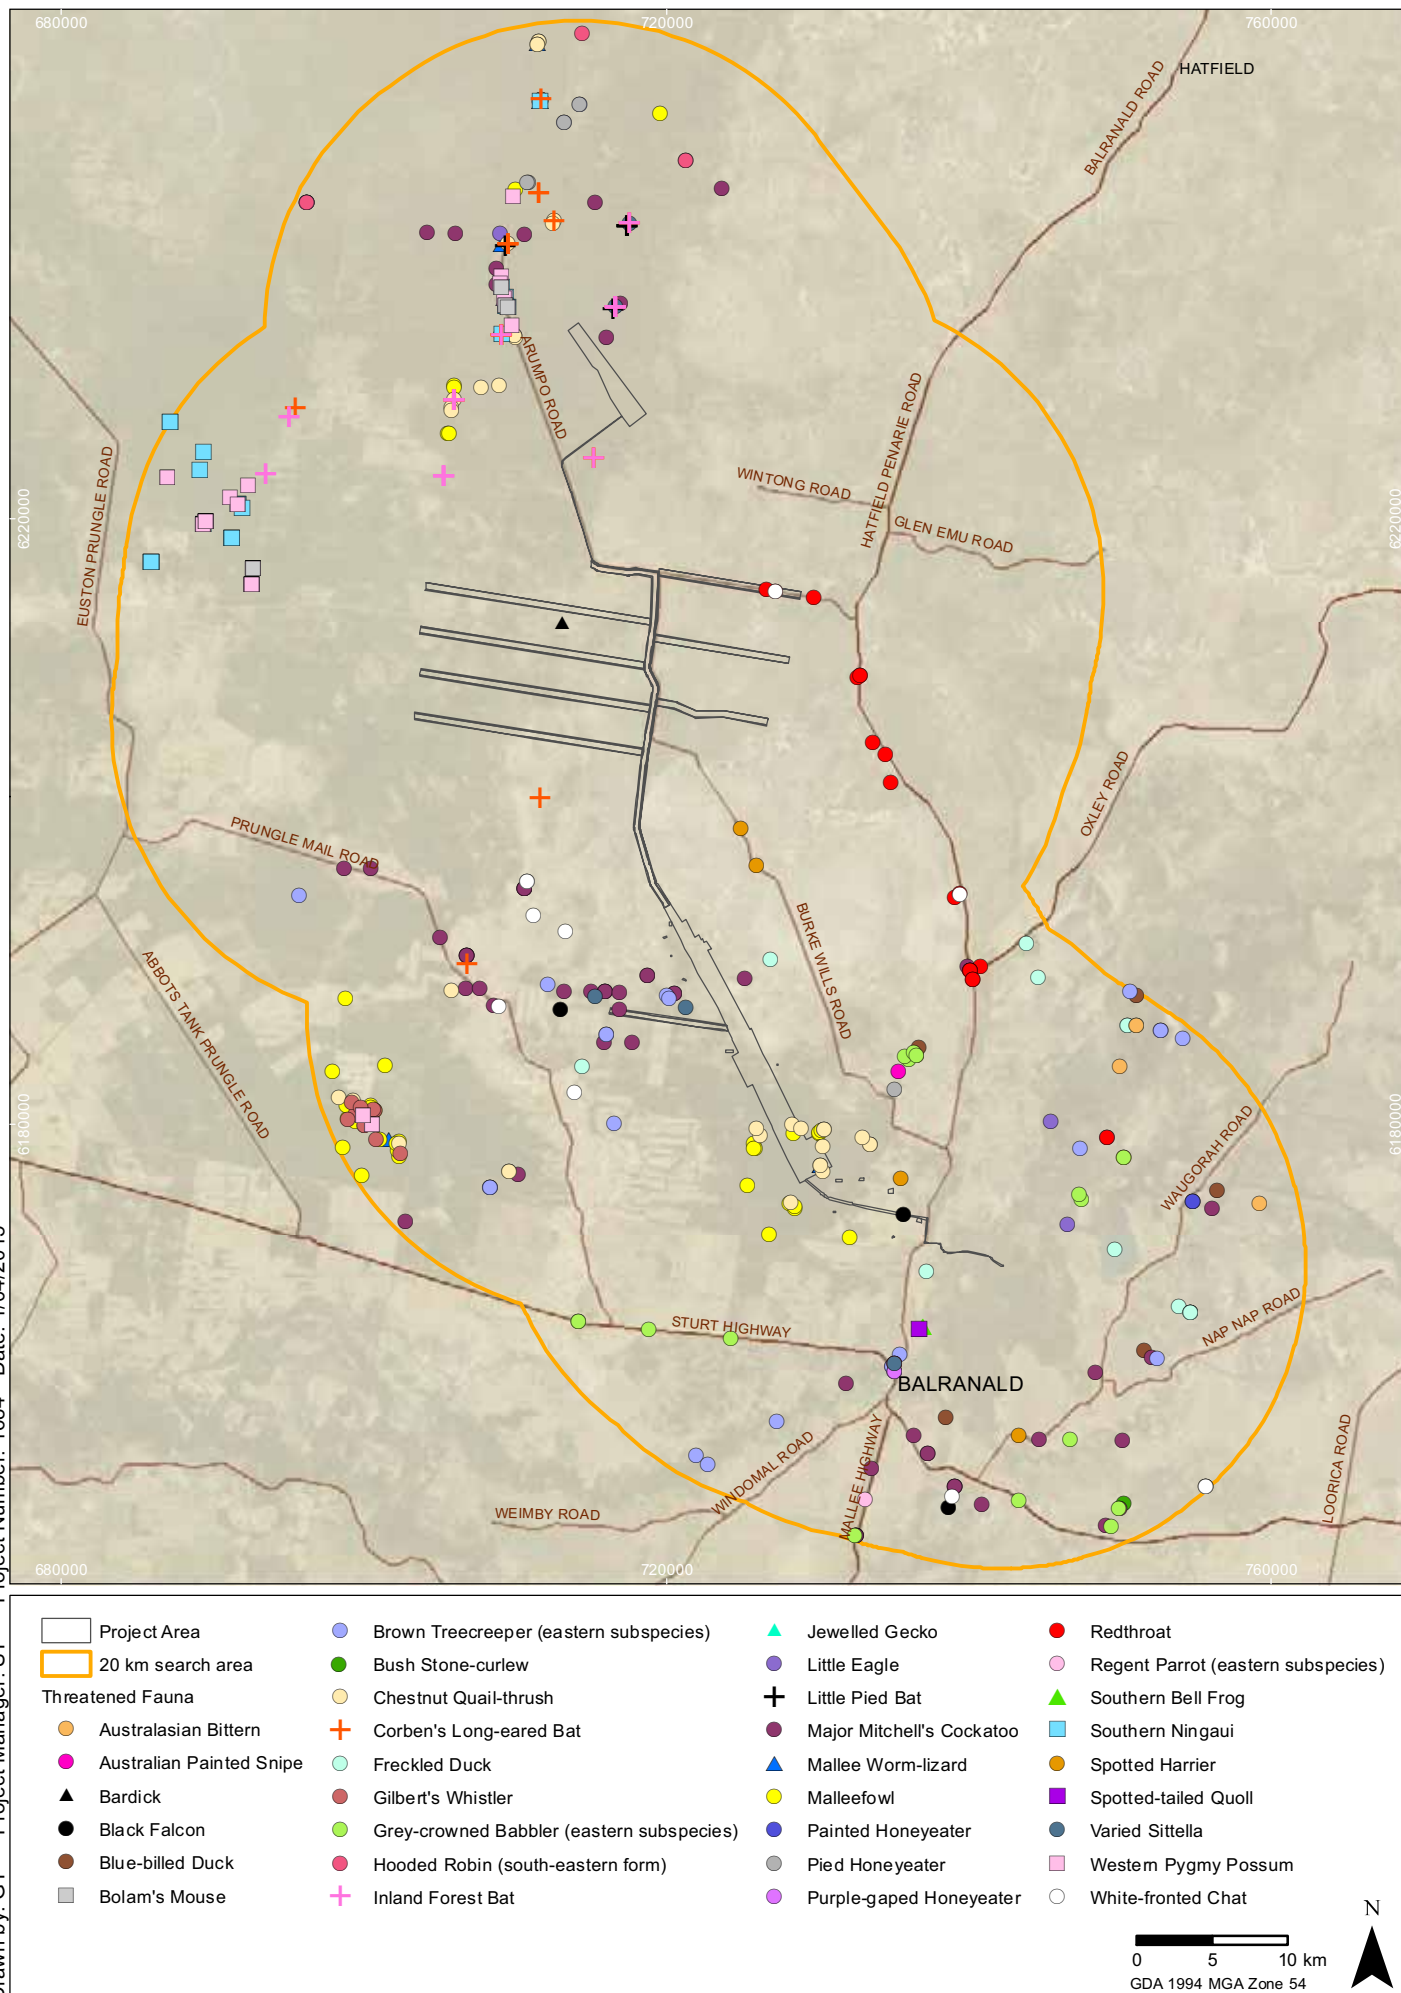 680000
720000
760000
HATFIELD
BALRANALD ROAD
ARUMPO ROAD
EUSTON PRUNGLE ROAD
HATFIELD PENARIE ROAD
WINTONG ROAD
GLEN EMU ROAD
6220000
6220000
OXLEY ROAD
PRUNGLE MAIL ROAD
BURKE WILLS ROAD
ABBOTS TANK PRUNGLE ROAD
6180000
6180000
WAUGORAH ROAD
NAP NAP ROAD
STURT HIGHWAY
BALRANALD
MALLEE HIGHWAY
WINDOMAL ROAD
WEIMBY ROAD
LOORICA ROAD
680000
720000
760000
Project Area
20 km search area
Threatened Fauna
Australasian Bittern
Australian Painted Snipe
Bardick
Black Falcon
Blue-billed Duck
Bolam's Mouse
Brown Treecreeper (eastern subspecies)
Bush Stone-curlew
Chestnut Quail-thrush
Corben's Long-eared Bat
Freckled Duck
Gilbert's Whistler
Grey-crowned Babbler (eastern subspecies)
Hooded Robin (south-eastern form)
Inland Forest Bat
Jewelled Gecko
Little Eagle
Little Pied Bat
Major Mitchell's Cockatoo
Mallee Worm-lizard
Malleefowl
Painted Honeyeater
Pied Honeyeater
Purple-gaped Honeyeater
Redthroat
Regent Parrot (eastern subspecies)
Southern Bell Frog
Southern Ningaui
Spotted Harrier
Spotted-tailed Quoll
Varied Sittella
Western Pygmy Possum
White-fronted Chat
N
0 5 10 km
GDA 1994 MGA Zone 54